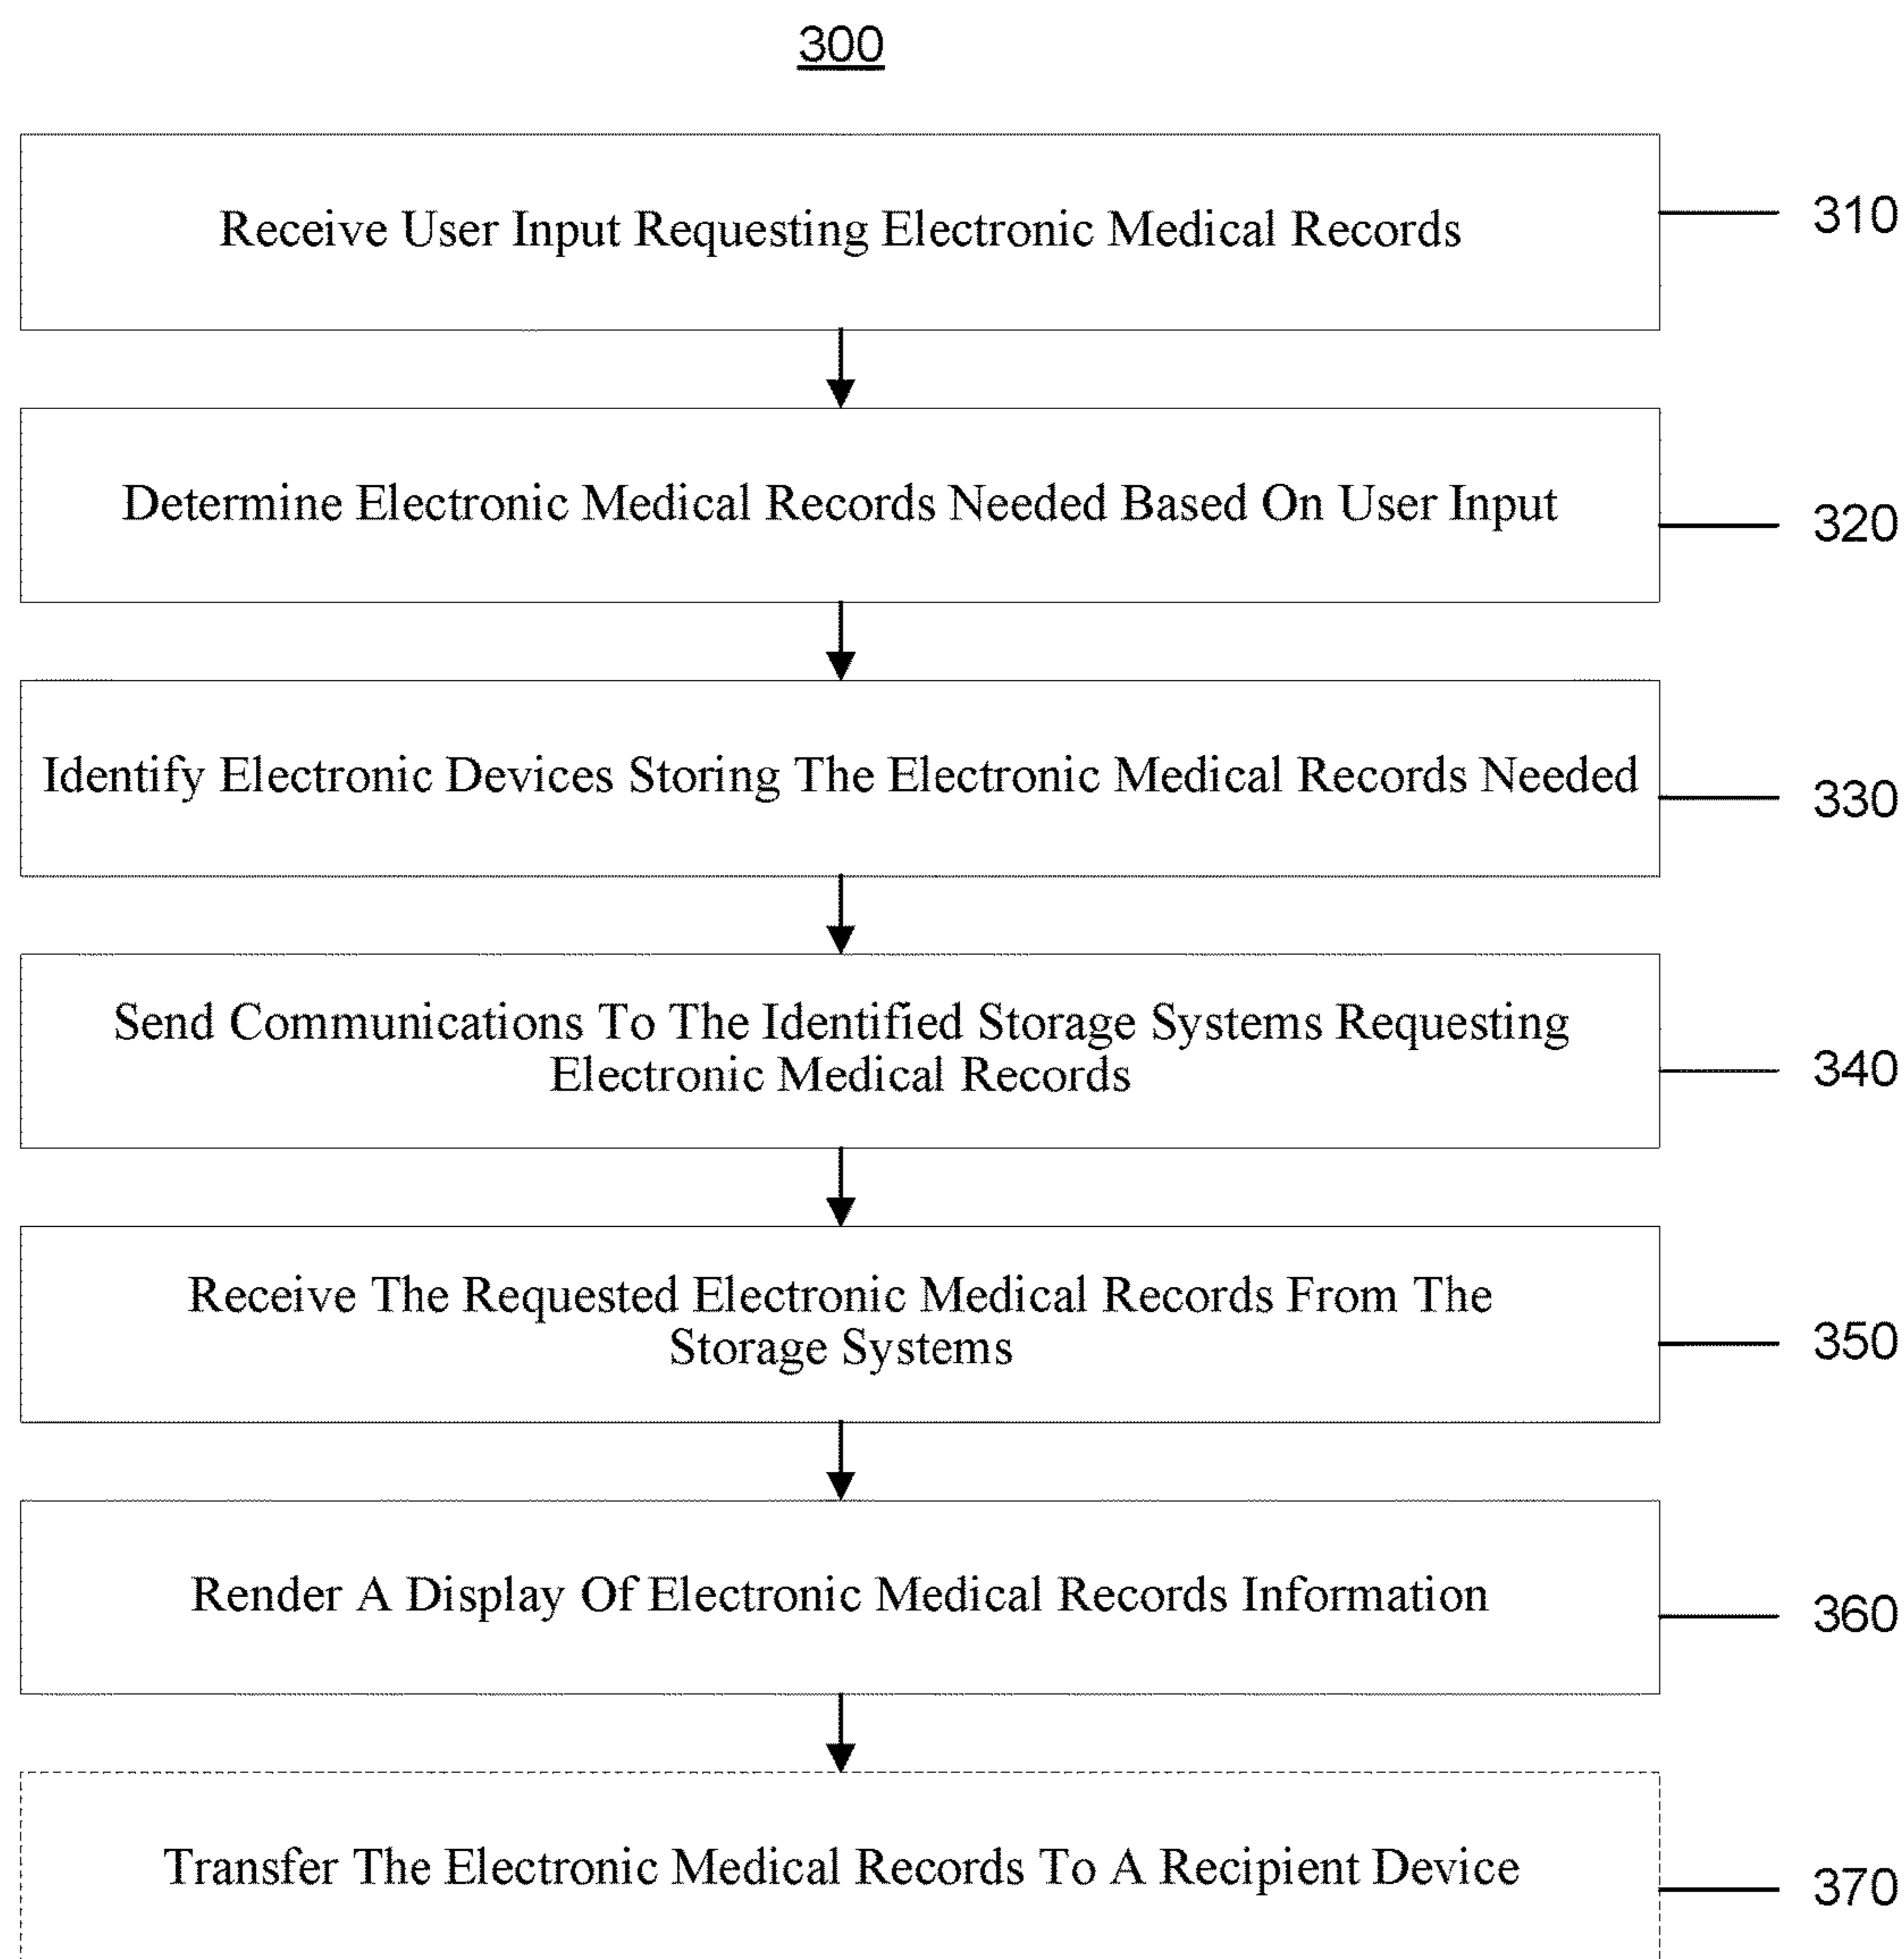 300
Receive User Input Requesting Electronic Medical Records
310
Determine Electronic Medical Records Needed Based On User Input
320
Identify Electronic Devices Storing The Electronic Medical Records Needed
330
Send Communications To The Identified Storage Systems Requesting
Electronic Medical Records
340
Receive The Requested Electronic Medical Records From The
Storage Systems
350
Render A Display Of Electronic Medical Records Information
360
Transfer The Electronic Medical Records To A Recipient Device
370